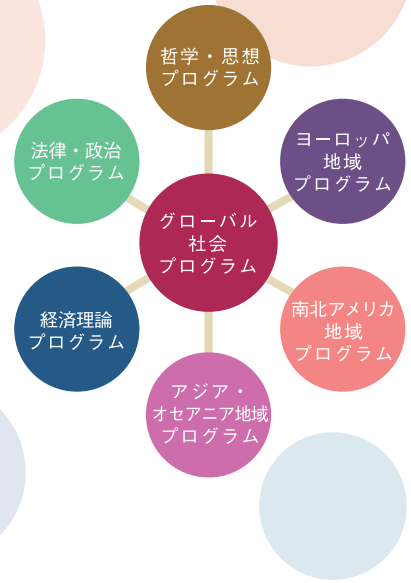 哲学・思想
プログラム
法律・政治
プログラム
ヨーロッパ
地域
プログラム
グローバル
社会
プログラム
経済理論
プログラム
南北アメリカ
地域
プログラム
アジア・
オセアニア地域
プログラム